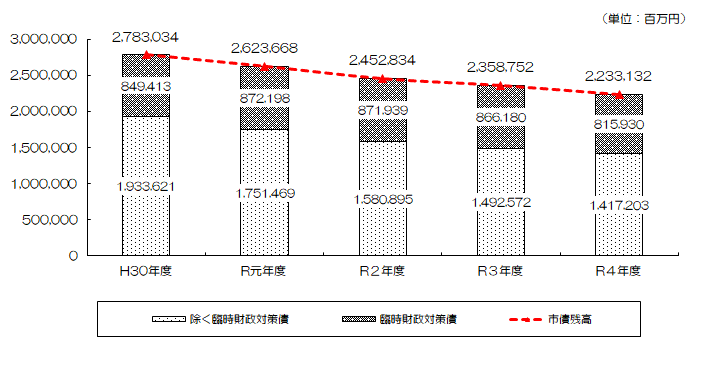 （単位：百万円）
3,000,000
2,500,000
2,000,000
1,500,000
1,000,000
500,000
0
2,783,034
2,623,668
2,452,834
2,358,752
2,233,132
849,413
872,198
871,939
866,180
815,930
1,933,621
1,751,469
1,580,895
1,492,572
1,417,203
H30年度
R元年度
R２年度
R３年度
R４年度
除く臨時財政対策債
臨時財政対策債
市債残高